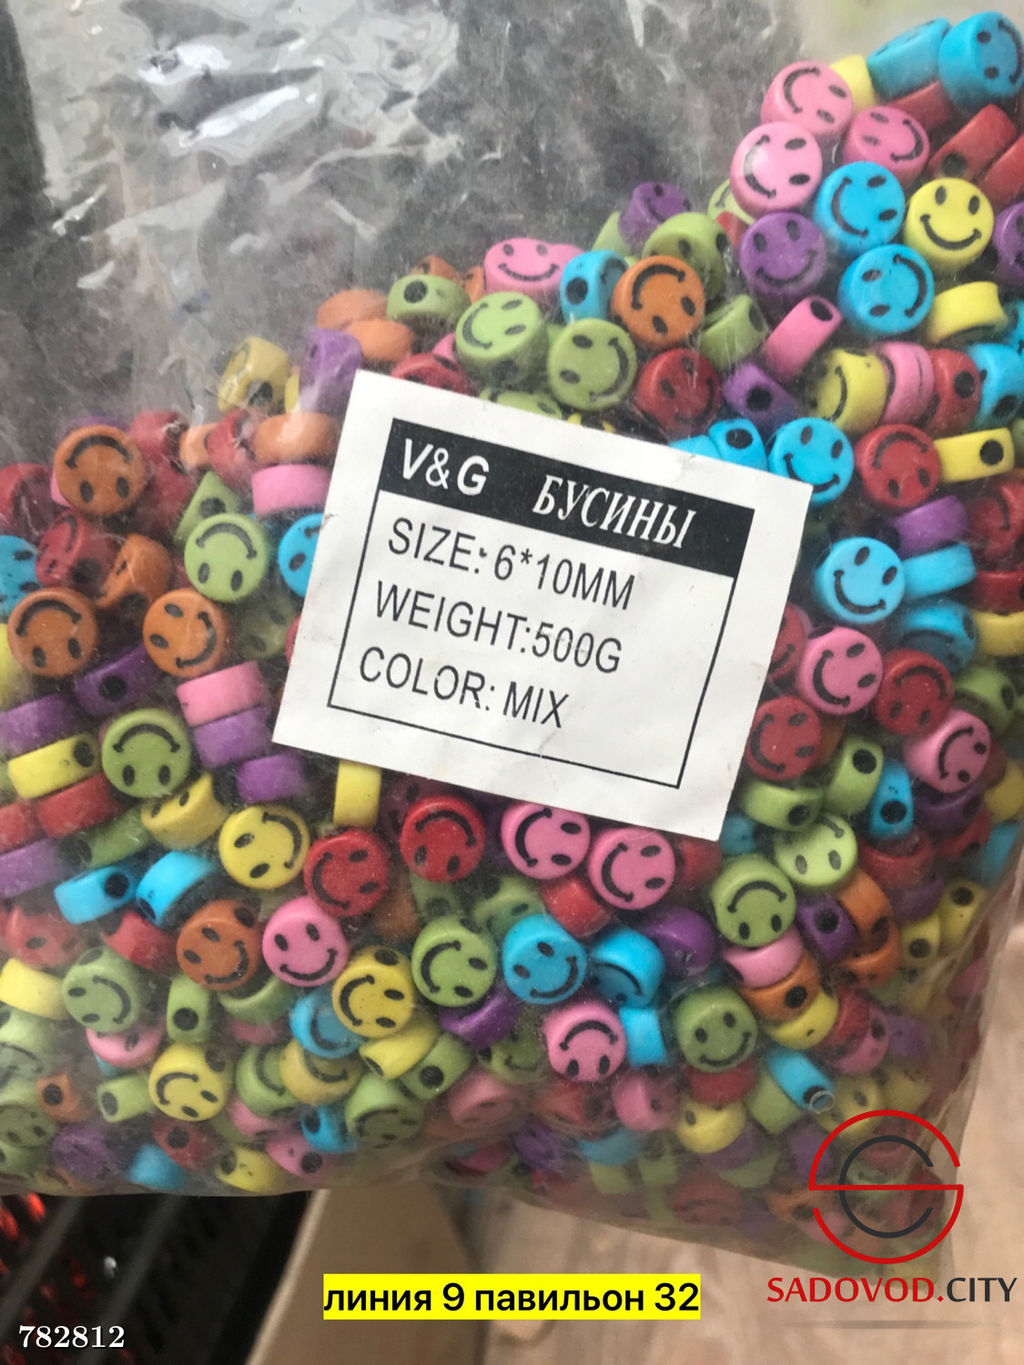 V&G БУСИНЫ
SIZE: 6*10MM
WEIGHT:500G
COLOR: MIX
SADOVOD.CITY
линия 9 павильон 32
782812